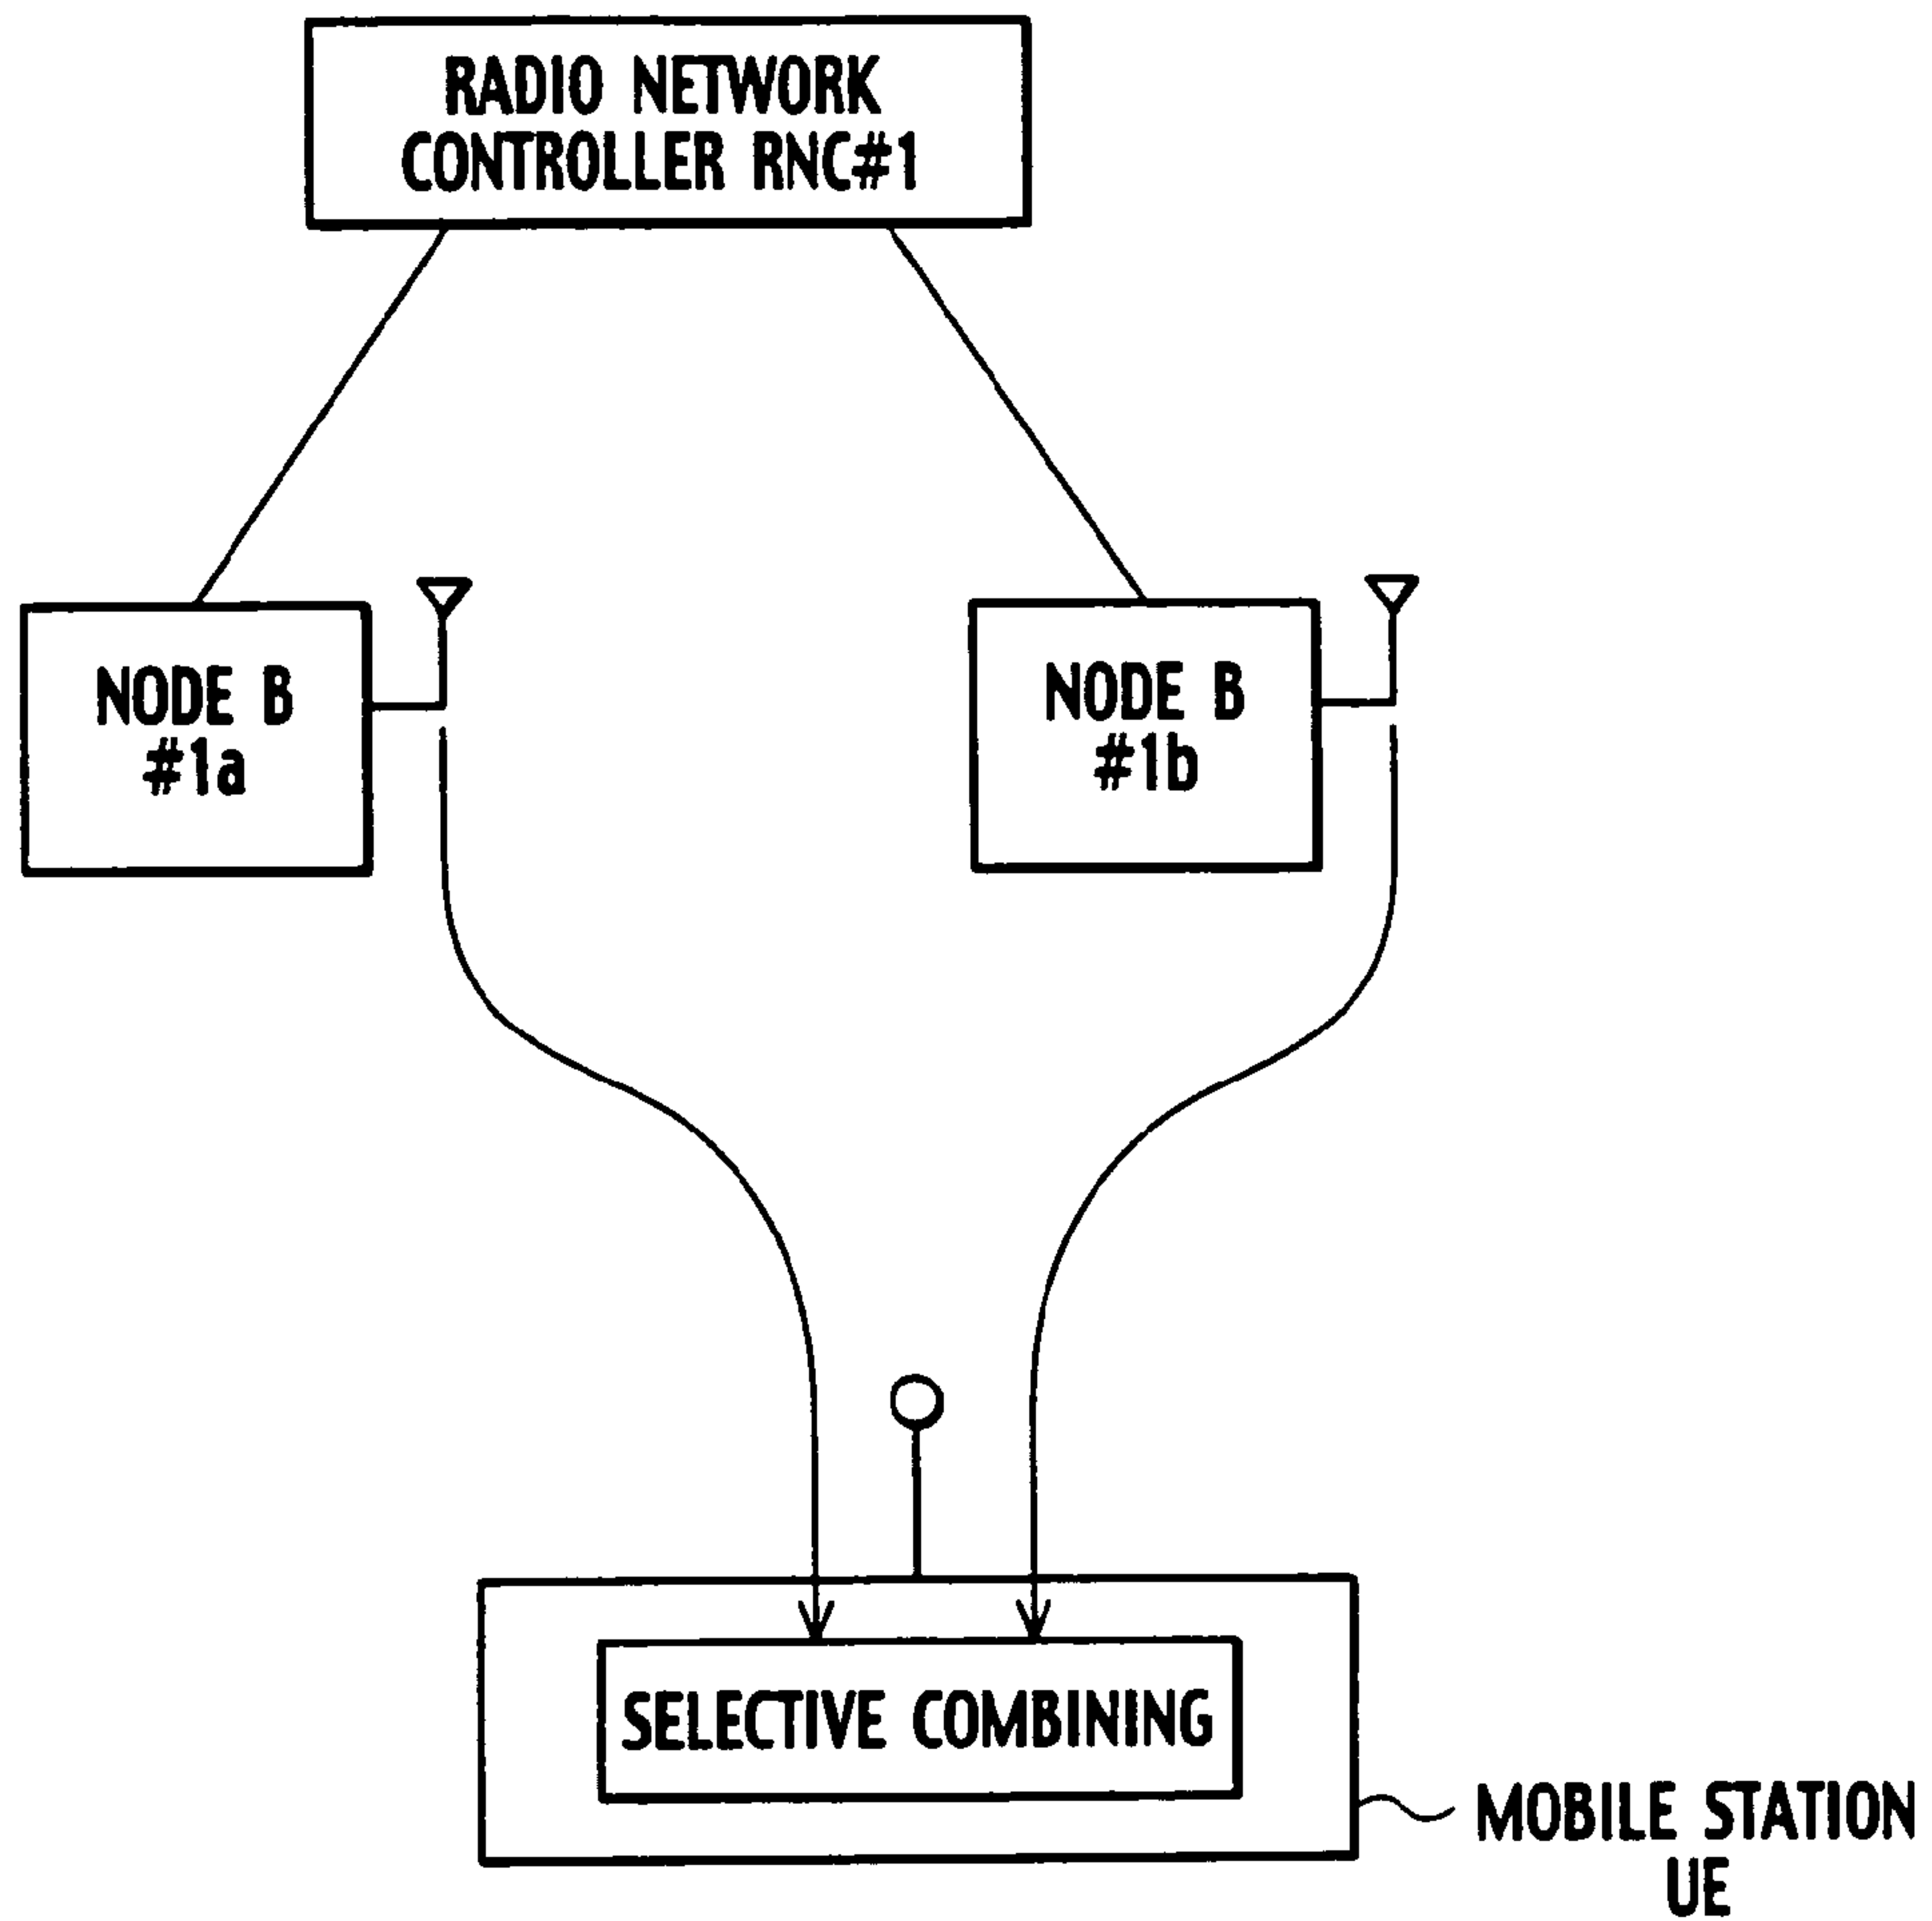 RADIO NETWORK
CONTROLLER RNC#1
NODE B
#1a
NODE B
#1b
SELECTIVE COMBINING
MOBILE STATION
UE